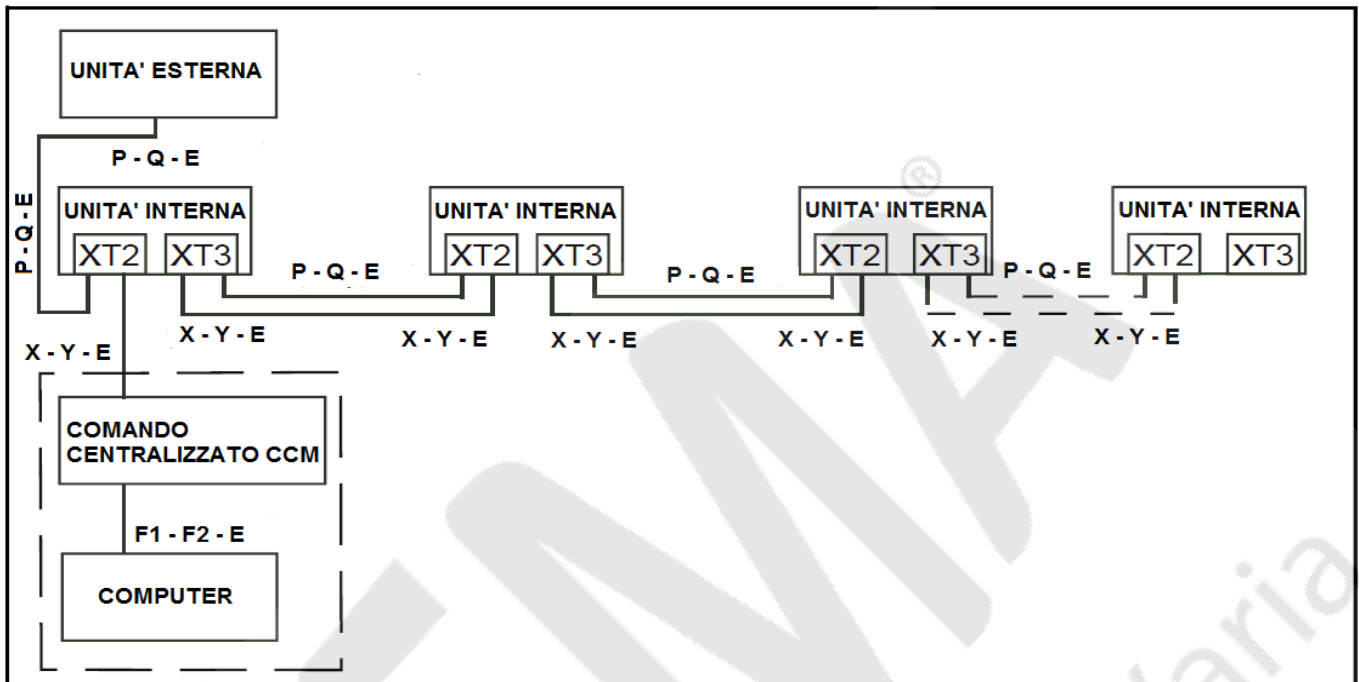 UNITA' ESTERNA
P - Q - E
P - Q - E
UNITA' INTERNA
UNITA' INTERNA
UNITA' INTERNA
UNITA' INTERNA
XT2
XT3
XT2
XT3
XT2
XT3
XT2
XT3
P - Q - E
P - Q - E
P - Q - E
X - Y - E
X - Y - E
X - Y - E
X - Y - E
X - Y - E
X - Y - E
X - Y - E
COMANDO
CENTRALIZZATO CCM
F1 - F2 - E
COMPUTER
®